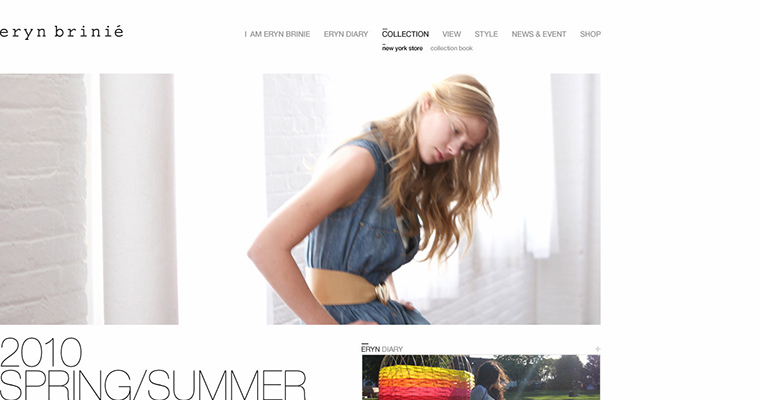 eryn brinié
I AM ERYN BRINIE ERYN DIARY COLLECTION VIEW STYLE NEWS & EVENT SHOP
new york store collection book
2010
SPRING/SUMMER
ERYN DIARY